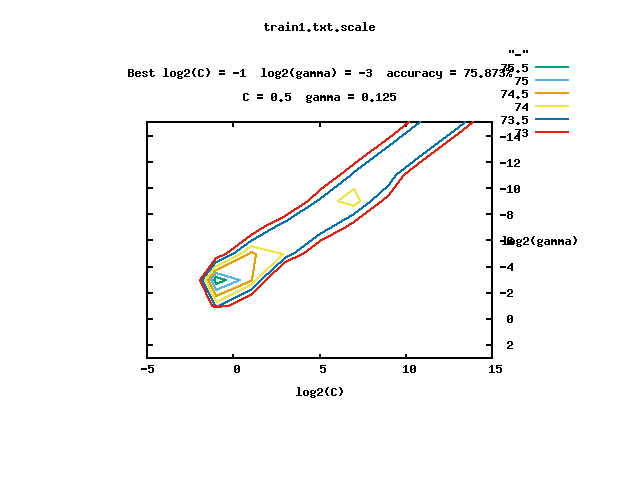 train1.txt.scale
"-"
Best log2(C) = -1 log2(gamma) = -3 accuracy = 75.873%
75.5
75
C = 0.5 gamma = 0.125
74.5
74
73.5
73
-14
-12
-10
-8
-6
log2(gamma)
-4
-2
0
2
-5 0 5 10 15
log2(C)